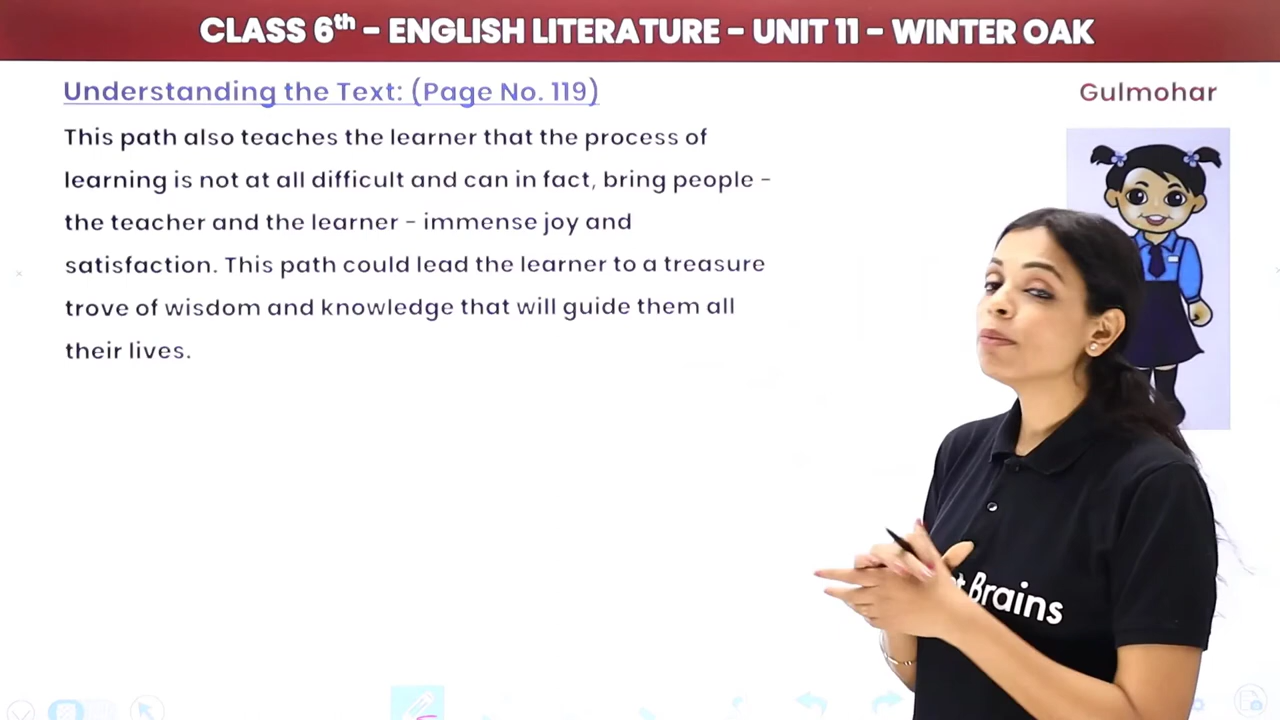 CLASS 6th - ENGLISH LITERATURE - UNIT 11 - WINTER OAK
Understanding the Text: (Page No. 119)
Gulmohar
This path also teaches the learner that the process of
learning is not at all difficult and can in fact, bring people -
the teacher and the learner - immense joy and
satisfaction. This path could lead the learner to a treasure
trove of wisdom and knowledge that will guide them all
their lives.
Brains